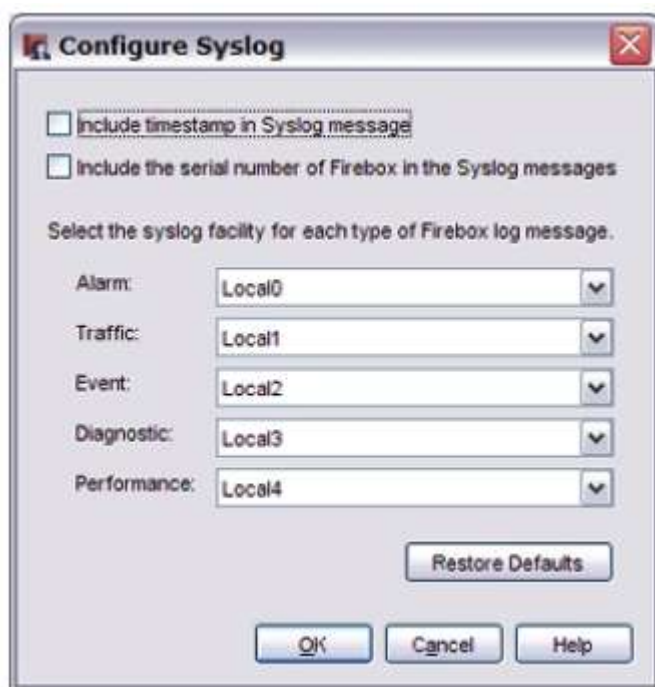 Configure Syslog
Include timestamp in Syslog message
Include the serial number of Firebox in the Syslog messages
Select the syslog facility for each type of Firebox log message.
Alarm: Local0
Traffic: Local1
Event: Local2
Diagnostic: Local3
Performance: Local4
Restore Defaults
OK Cancel Help